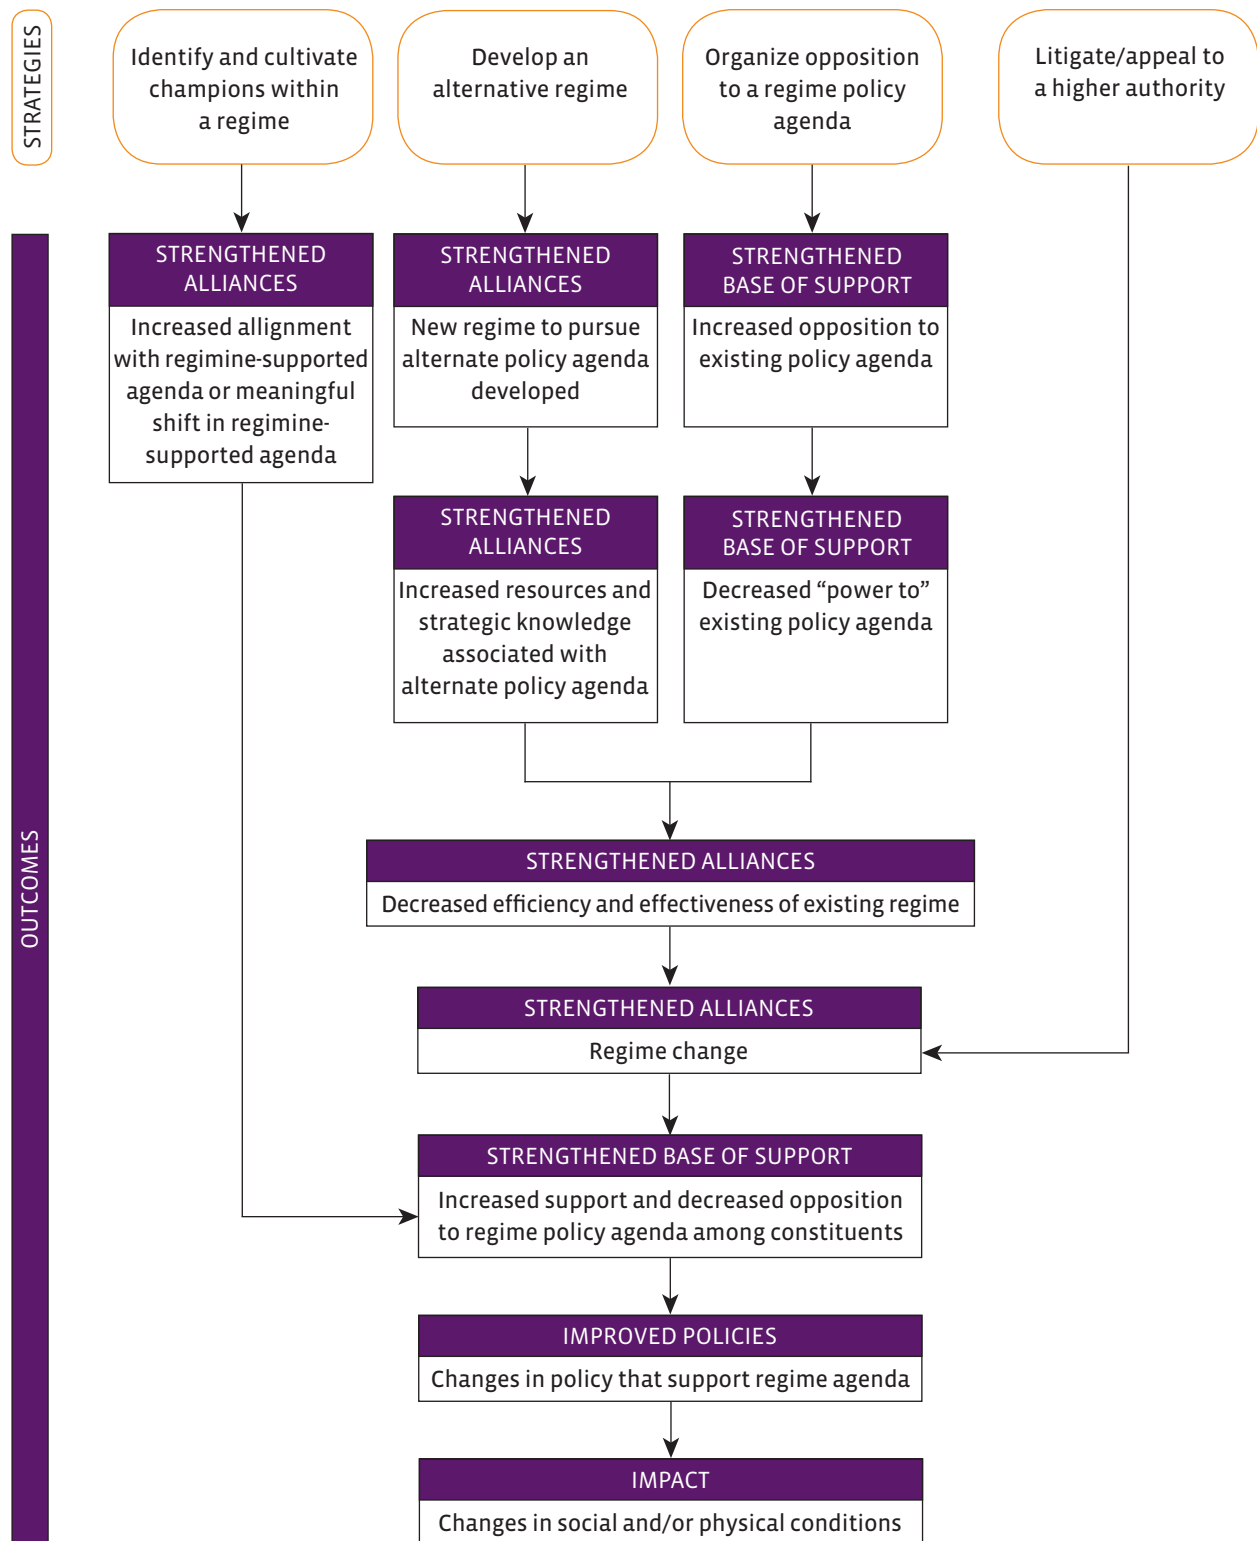 STRATEGIES
Identify and cultivate
champions within
a regime
Develop an
alternative regime
Organize opposition
to a regime policy
agenda
Litigate/appeal to
a higher authority
OUTCOMES
STRENGTHENED
ALLIANCES
Increased allignment
with regimine-supported
agenda or meaningful
shift in regimine-
supported agenda
STRENGTHENED
ALLIANCES
New regime to pursue
alternate policy agenda
developed
STRENGTHENED
BASE OF SUPPORT
Increased opposition to
existing policy agenda
STRENGTHENED
ALLIANCES
Increased resources and
strategic knowledge
associated with
alternate policy agenda
STRENGTHENED
BASE OF SUPPORT
Decreased “power to”
existing policy agenda
STRENGTHENED ALLIANCES
Decreased efficiency and effectiveness of existing regime
STRENGTHENED ALLIANCES
Regime change
STRENGTHENED BASE OF SUPPORT
Increased support and decreased opposition
to regime policy agenda among constituents
IMPROVED POLICIES
Changes in policy that support regime agenda
IMPACT
Changes in social and/or physical conditions